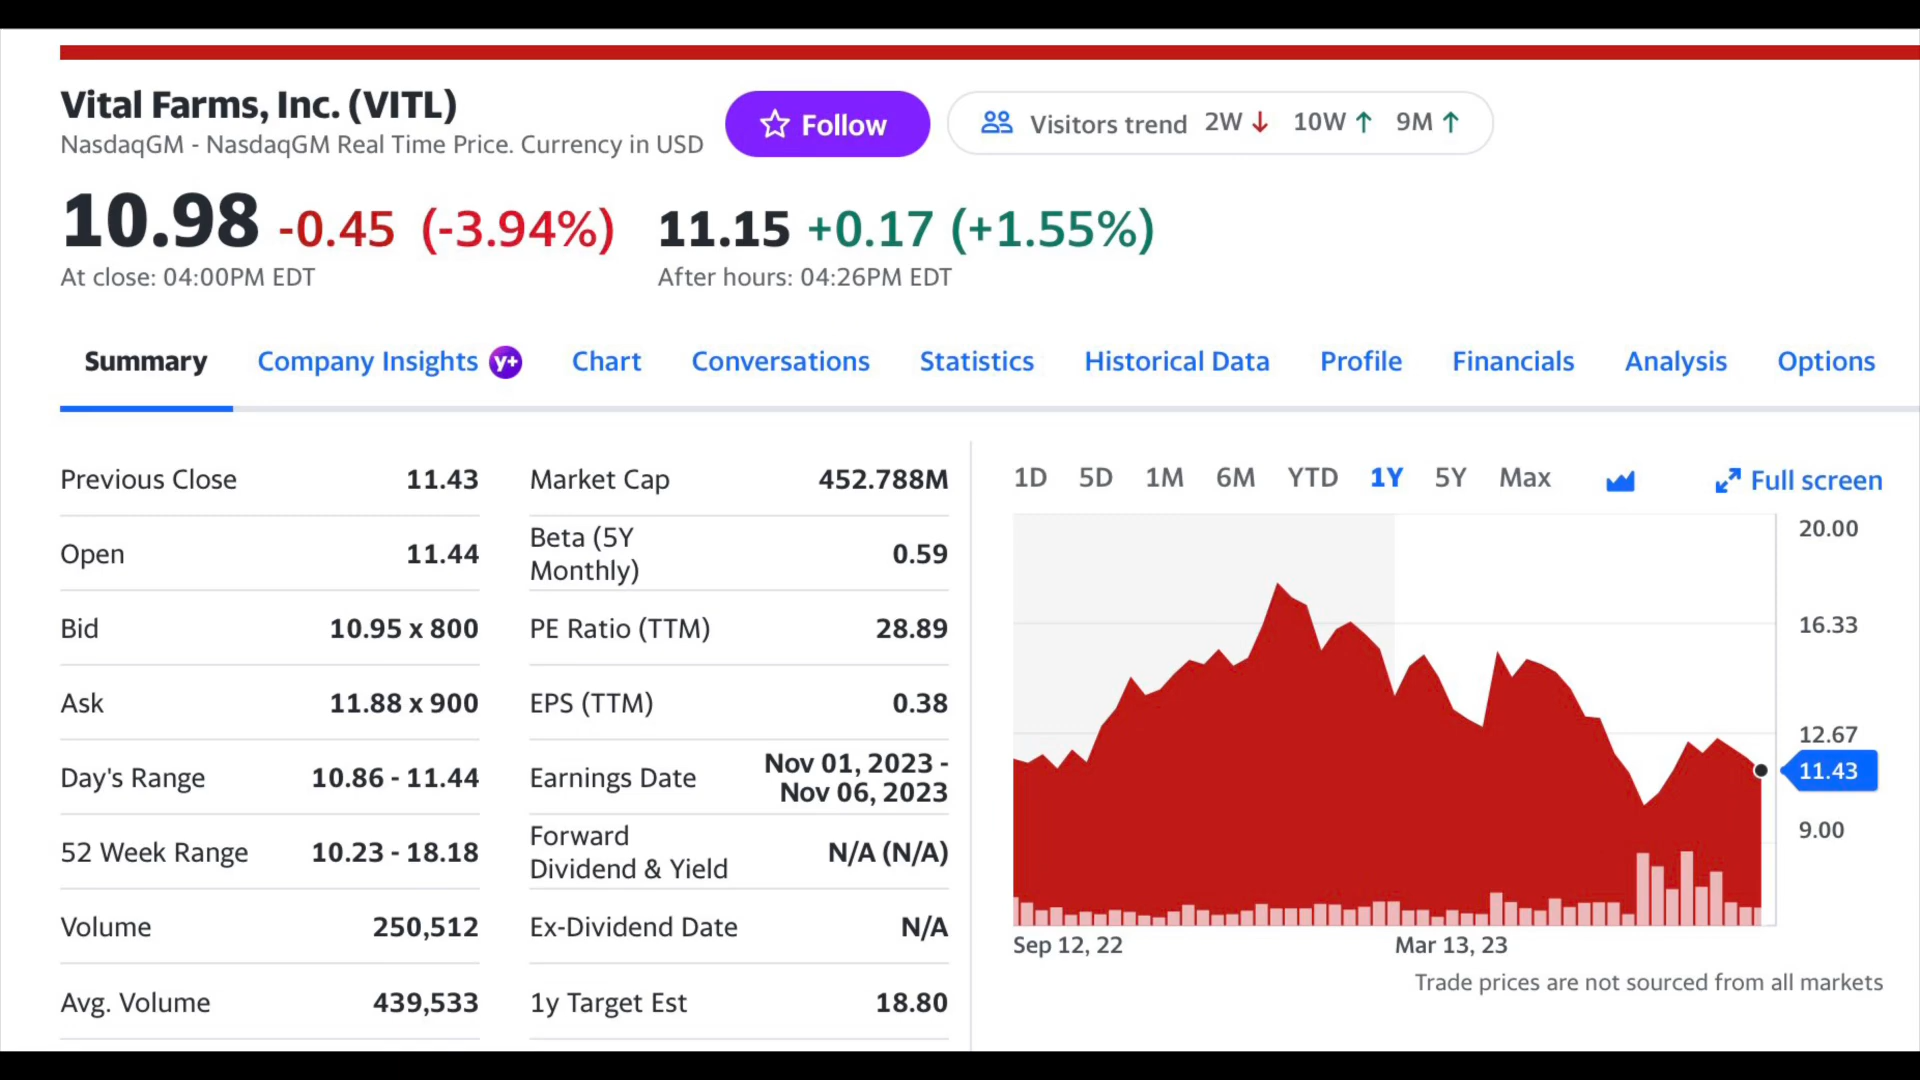 Vital Farms, Inc. (VITL)
NasdaqGM - NasdaqGM Real Time Price. Currency in USD
Follow
Visitors trend 2W ↓ 10W ↑ 9M ↑
10.98 -0.45 (-3.94%)
At close: 04:00PM EDT
11.15 +0.17 (+1.55%)
After hours: 04:26PM EDT
Summary Company Insights y+ Chart Conversations Statistics Historical Data Profile Financials Analysis Options
Previous Close 11.43
Open 11.44
Bid 10.95 x 800
Ask 11.88 x 900
Day's Range 10.86 - 11.44
52 Week Range 10.23 - 18.18
Volume 250,512
Avg. Volume 439,533
Market Cap 452.788M
Beta (5Y
Monthly) 0.59
PE Ratio (TTM) 28.89
EPS (TTM) 0.38
Earnings Date Nov 01, 2023 -
Nov 06, 2023
Forward
Dividend & Yield N/A (N/A)
Ex-Dividend Date N/A
1y Target Est 18.80
1D 5D 1M 6M YTD 1Y 5Y Max Full screen
20.00
16.33
12.67
11.43
9.00
Sep 12, 22 Mar 13, 23
Trade prices are not sourced from all markets